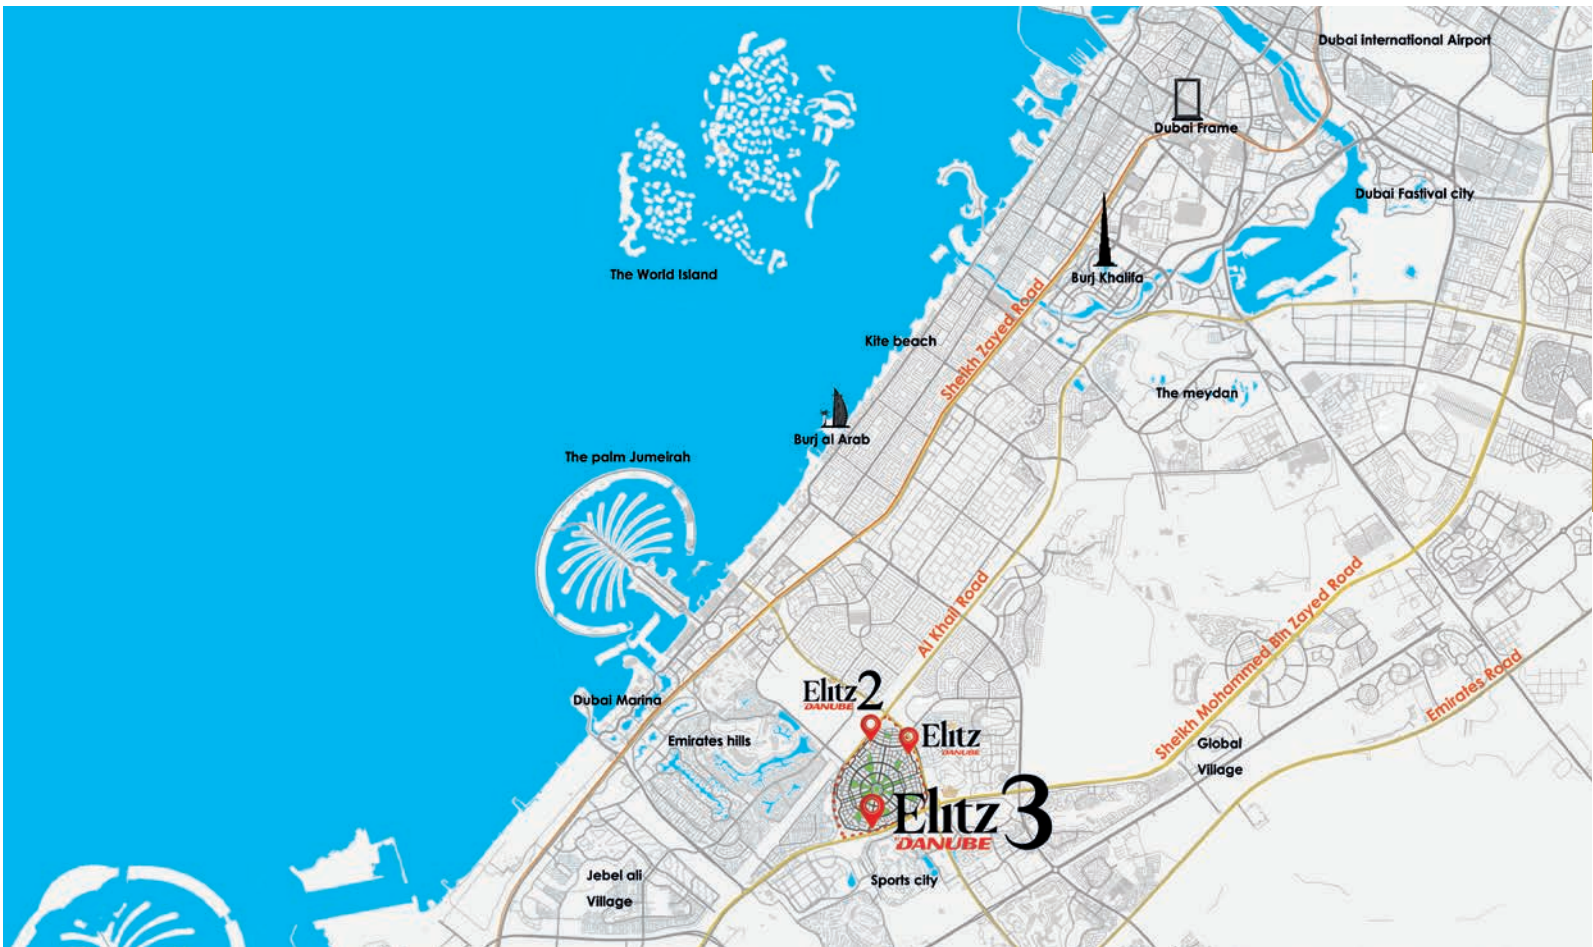 Dubai international Airport
Dubai Frame
Dubai Fastival city
The World Island
Burj Khalifa
Sheikh Zayed Road
Kite beach
The meydan
Burj al Arab
The palm Jumeirah
Al Khail Road
Sheikh Mohammed Bin Zayed Road
Emirates Road
Elitz 2
DANUBE
Dubai Marina
Emirates hills
Elitz
DANUBE
Global
Village
Elitz 3
DANUBE
Jebel ali
Village
Sports city